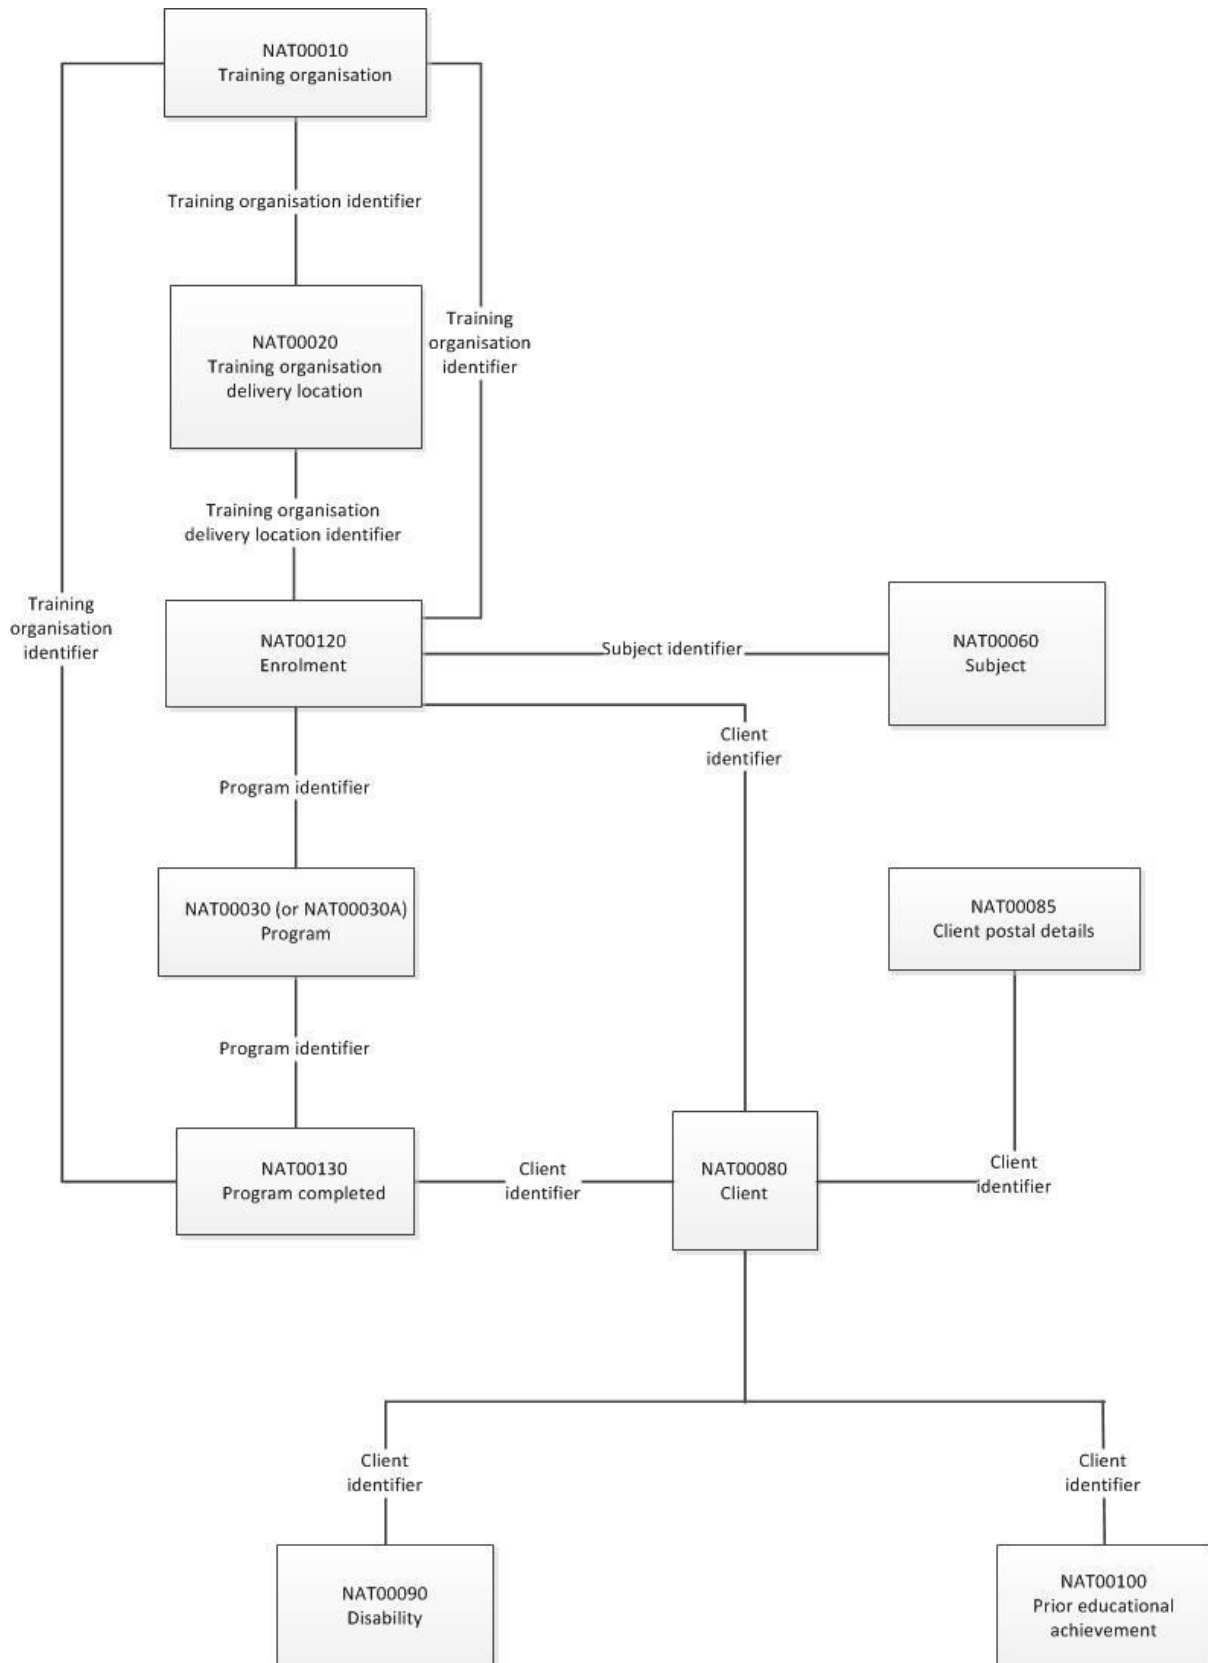 NAT00010
Training organisation
Training organisation identifier
NAT00020
Training organisation
delivery location
Training
organisation
identifier
Training organisation
delivery location identifier
Training
organisation
identifier
NAT00120
Enrolment
Subject identifier
NAT00060
Subject
Client
identifier
Program identifier
NAT00030 (or NAT00030A)
Program
NAT00085
Client postal details
Program identifier
NAT00130
Program completed
Client
identifier
NAT00080
Client
Client
identifier
Client
identifier
Client
identifier
NAT00090
Disability
NAT00100
Prior educational
achievement